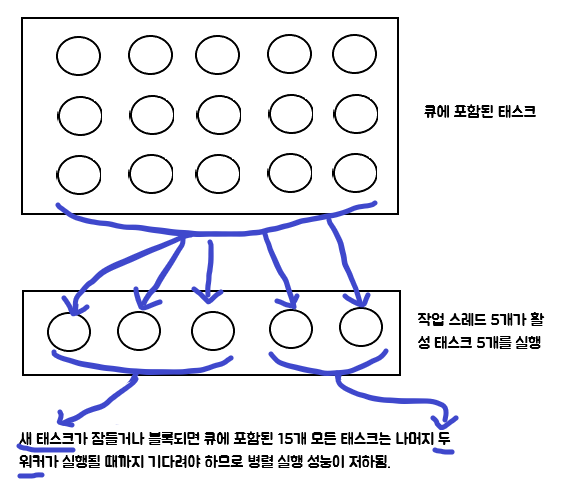 큐에 포함된 태스크
작업 스레드 5개가 활
성 태스크 5개를 실행
새 태스크가 잠들거나 블록되면 큐에 포함된 15개 모든 태스크는 나머지 두
워커가 실행될 때까지 기다려야 하므로 병렬 실행 성능이 저하됨.